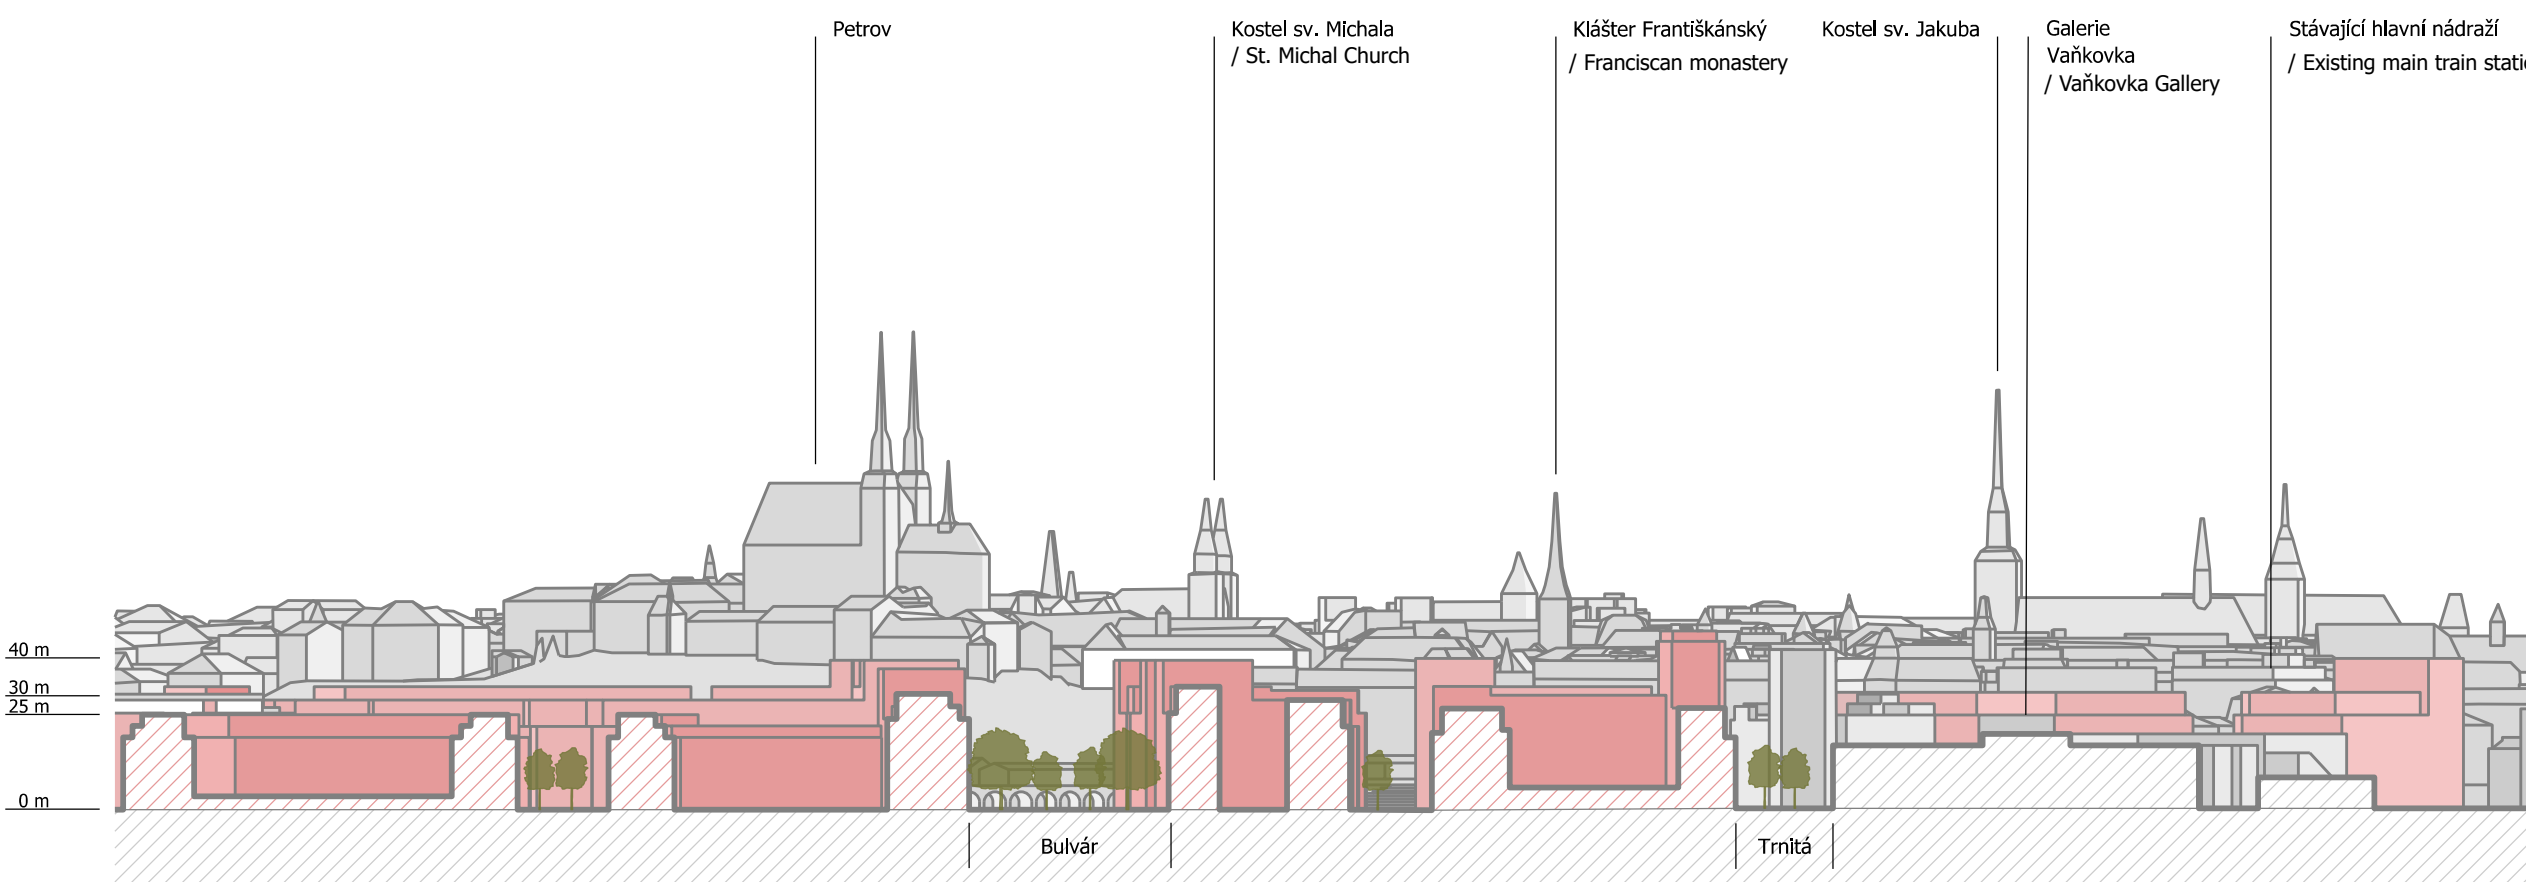 Petrov
Kostel sv. Michala
/ St. Michal Church
Klášter Františkánský
/ Franciscan monastery
Kostel sv. Jakuba
Galerie
Vaňkovka
/ Vaňkovka Gallery
Stávající hlavní nádraží
/ Existing main train stati
40 m
30 m
25 m
0 m
Bulvár
Trnitá